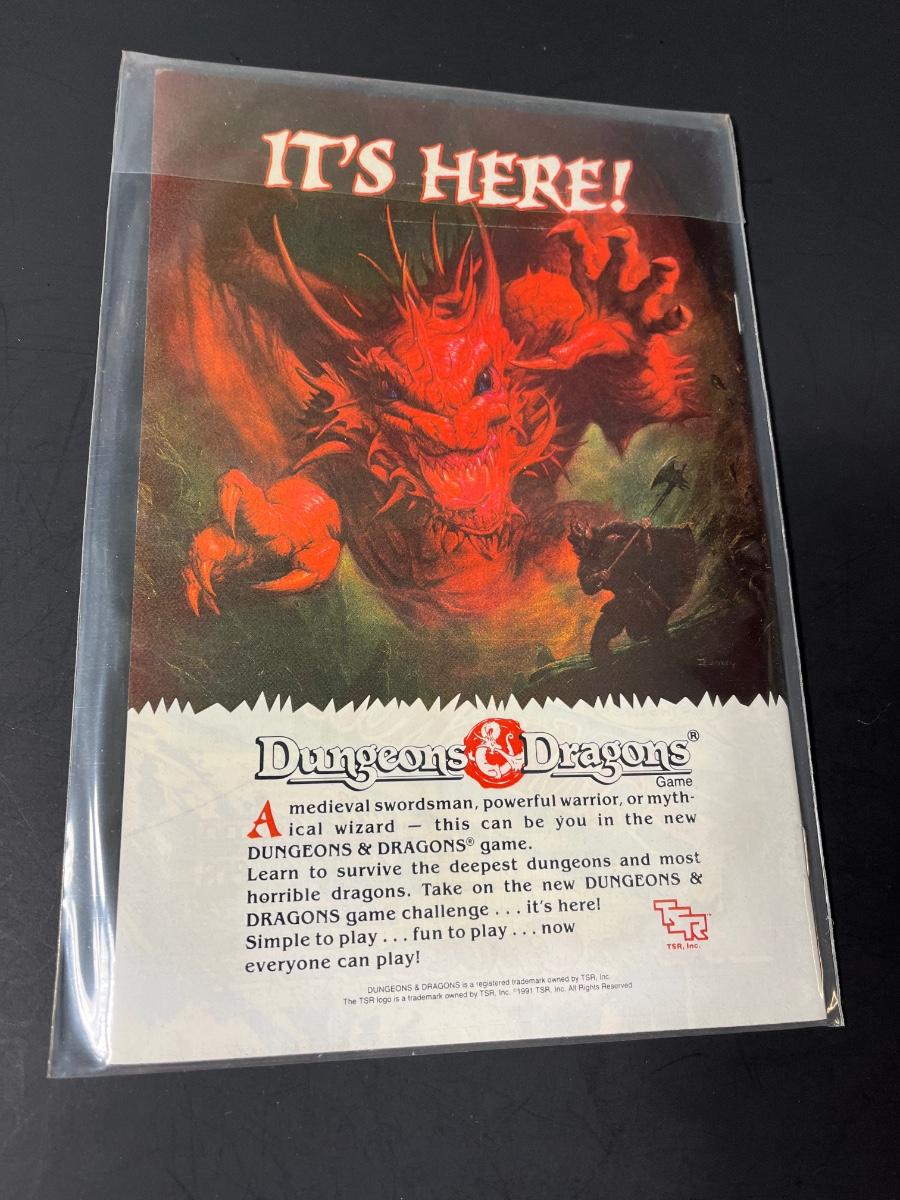 IT'S HERE!
Dungeons & Dragons®
Game
A medieval swordsman, powerful warrior, or myth-
ical wizard — this can be you in the new
DUNGEONS & DRAGONS® game.
Learn to survive the deepest dungeons and most
horrible dragons. Take on the new DUNGEONS &
DRAGONS game challenge . . . it's here!
Simple to play . . . fun to play . . . now
everyone can play!
TSR™
TSR, Inc.
DUNGEONS & DRAGONS is a registered trademark owned by TSR, Inc.
The TSR logo is a trademark owned by TSR, Inc. ©1991 TSR, Inc. All Rights Reserved